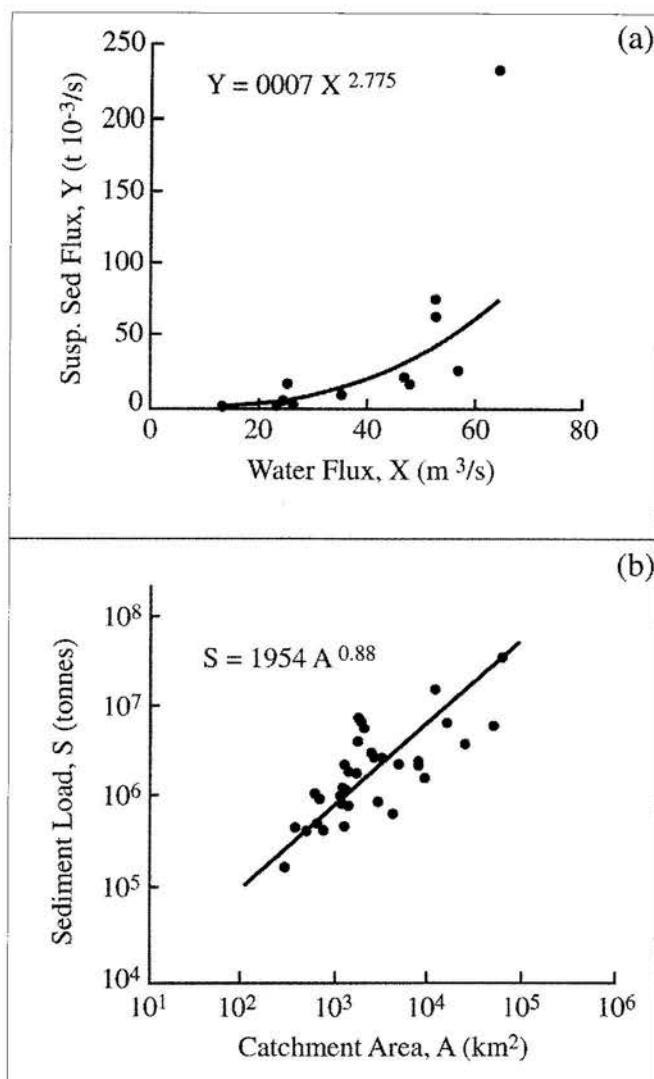 (a)
Y = 0007 X 2.775
250
200
150
100
50
0
Susp. Sed Flux, Y (t 10-3/s)
0 20 40 60 80
Water Flux, X (m 3/s)
(b)
S = 1954 A 0.88
10⁸
10⁷
10⁶
10⁵
10⁴
Sediment Load, S (tonnes)
10¹ 10² 10³ 10⁴ 10⁵ 10⁶
Catchment Area, A (km²)